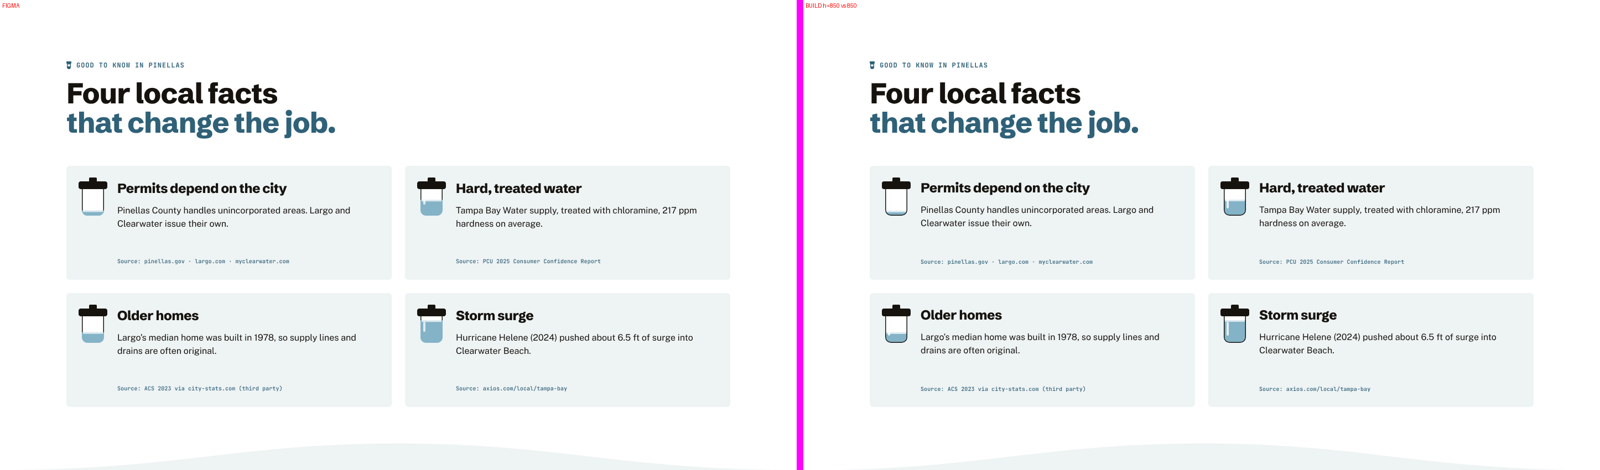 FIGMA
GOOD TO KNOW IN PINELLAS
Four local facts
that change the job.
Permits depend on the city
Pinellas County handles unincorporated areas. Largo and
Clearwater issue their own.
Source: pinellas.gov · largo.com · myclearwater.com
Hard, treated water
Tampa Bay Water supply, treated with chloramine, 217 ppm
hardness on average.
Source: PCU 2025 Consumer Confidence Report
Older homes
Largo's median home was built in 1978, so supply lines and
drains are often original.
Source: ACS 2023 via city-stats.com (third party)
Storm surge
Hurricane Helene (2024) pushed about 6.5 ft of surge into
Clearwater Beach.
Source: axios.com/local/tampa-bay
BUILD h=850 vs 850
GOOD TO KNOW IN PINELLAS
Four local facts
that change the job.
Permits depend on the city
Pinellas County handles unincorporated areas. Largo and
Clearwater issue their own.
Source: pinellas.gov · largo.com · myclearwater.com
Hard, treated water
Tampa Bay Water supply, treated with chloramine, 217 ppm
hardness on average.
Source: PCU 2025 Consumer Confidence Report
Older homes
Largo's median home was built in 1978, so supply lines and
drains are often original.
Source: ACS 2023 via city-stats.com (third party)
Storm surge
Hurricane Helene (2024) pushed about 6.5 ft of surge into
Clearwater Beach.
Source: axios.com/local/tampa-bay